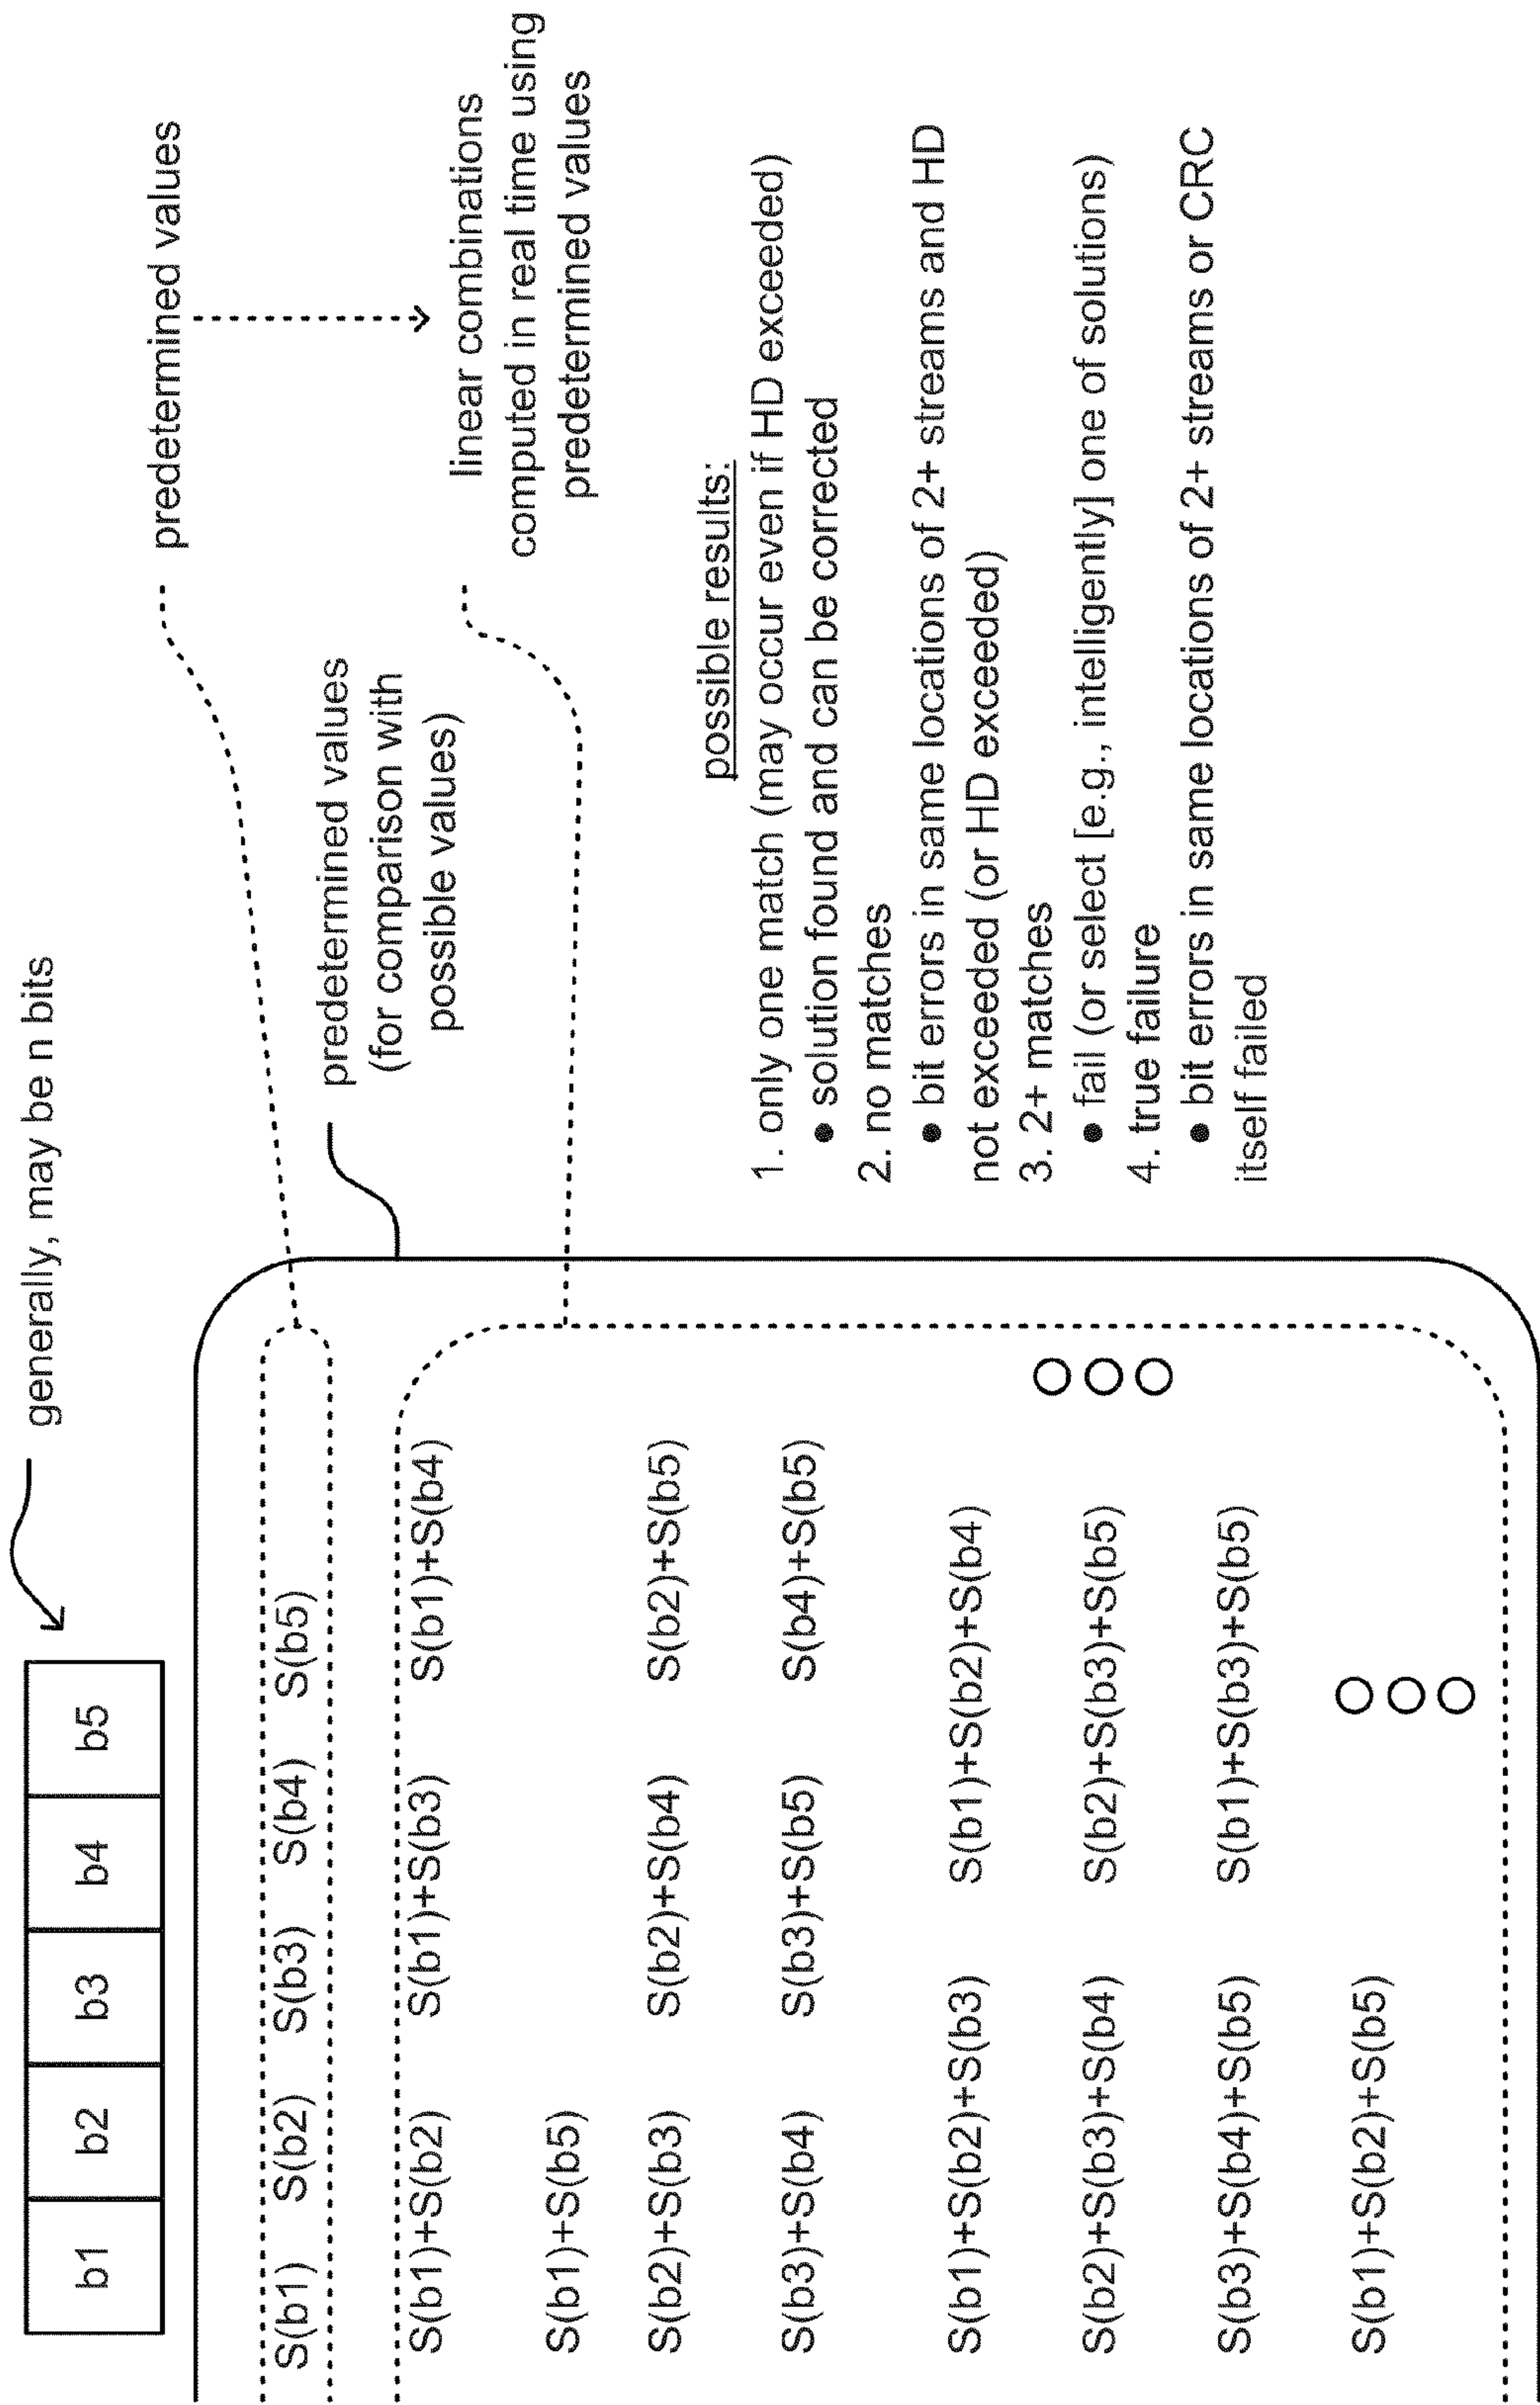 generally, may be n bits
b1 b2 b3 b4 b5
S(b1) S(b2) S(b3) S(b4) S(b5)
S(b1)+S(b2) S(b1)+S(b3) S(b1)+S(b4)
S(b1)+S(b5)
S(b2)+S(b3) S(b2)+S(b4) S(b2)+S(b5)
S(b3)+S(b4) S(b3)+S(b5) S(b4)+S(b5)
S(b1)+S(b2)+S(b3) S(b1)+S(b2)+S(b4)
S(b2)+S(b3)+S(b4) S(b2)+S(b3)+S(b5)
S(b3)+S(b4)+S(b5) S(b1)+S(b3)+S(b5)
S(b1)+S(b2)+S(b5)
predetermined values
predetermined values
(for comparison with
possible values)
linear combinations
computed in real time using
predetermined values
possible results:
1. only one match (may occur even if HD exceeded)
● solution found and can be corrected
2. no matches
● bit errors in same locations of 2+ streams and HD
not exceeded (or HD exceeded)
3. 2+ matches
● fail (or select [e.g., intelligently] one of solutions)
4. true failure
● bit errors in same locations of 2+ streams or CRC
itself failed